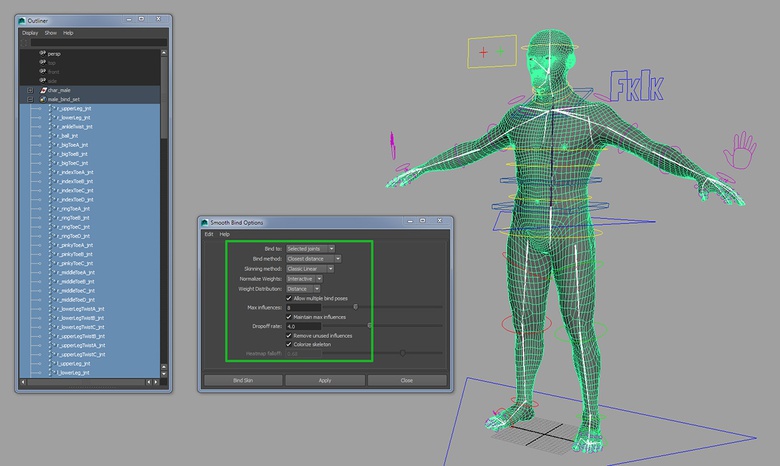 Outliner
Display Show Help
persp
top
front
side
char_male
male_bind_set
r_upperLeg_jnt
r_lowerLeg_jnt
r_ankleTwist_jnt
r_ball_jnt
r_bigToeA_jnt
r_bigToeB_jnt
r_bigToeC_jnt
r_indexToeA_jnt
r_indexToeB_jnt
r_indexToeC_jnt
r_indexToeD_jnt
r_ringToeA_jnt
r_ringToeB_jnt
r_ringToeC_jnt
r_ringToeD_jnt
r_pinkyToeA_jnt
r_pinkyToeB_jnt
r_pinkyToeC_jnt
r_middleToeA_jnt
r_middleToeB_jnt
r_middleToeC_jnt
r_middleToeD_jnt
r_lowerLegTwistA_jnt
r_lowerLegTwistB_jnt
r_lowerLegTwistC_jnt
r_upperLegTwistB_jnt
r_upperLegTwistA_jnt
r_upperLegTwistC_jnt
l_upperLeg_jnt
l_lowerLeg_jnt
Smooth Bind Options
Edit Help
Bind to: Selected joints
Bind method: Closest distance
Skinning method: Classic Linear
Normalize Weights: Interactive
Weight Distribution: Distance
Allow multiple bind poses
Max influences: 8
Maintain max influences
Dropoff rate: 4.0
Remove unused influences
Colorize skeleton
Heatmap falloff: 0.68
Bind Skin Apply Close
FkIk